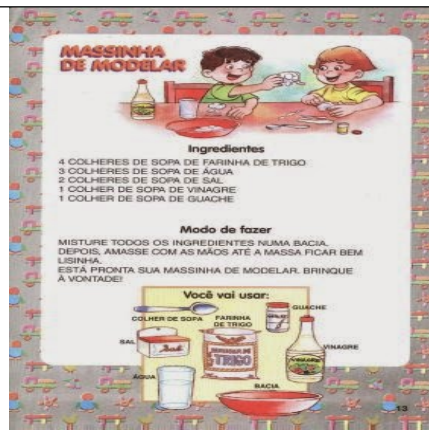 MASSINHA
DE MODELAR
Ingredientes
4 COLHERES DE SOPA DE FARINHA DE TRIGO
3 COLHERES DE SOPA DE ÁGUA
2 COLHERES DE SOPA DE SAL
1 COLHER DE SOPA DE VINAGRE
1 COLHER DE SOPA DE GUACHE
Modo de fazer
MISTURE TODOS OS INGREDIENTES NUMA BACIA.
DEPOIS, AMASSE COM AS MÃOS ATÉ A MASSA FICAR BEM
LISINHA.
ESTÁ PRONTA SUA MASSINHA DE MODELAR. BRINQUE
À VONTADE!
Você vai usar:
COLHER DE SOPA
FARINHA
DE TRIGO
GUACHE
SAL
Sal
TRIGO
VINAGRE
ÁGUA
BACIA
13